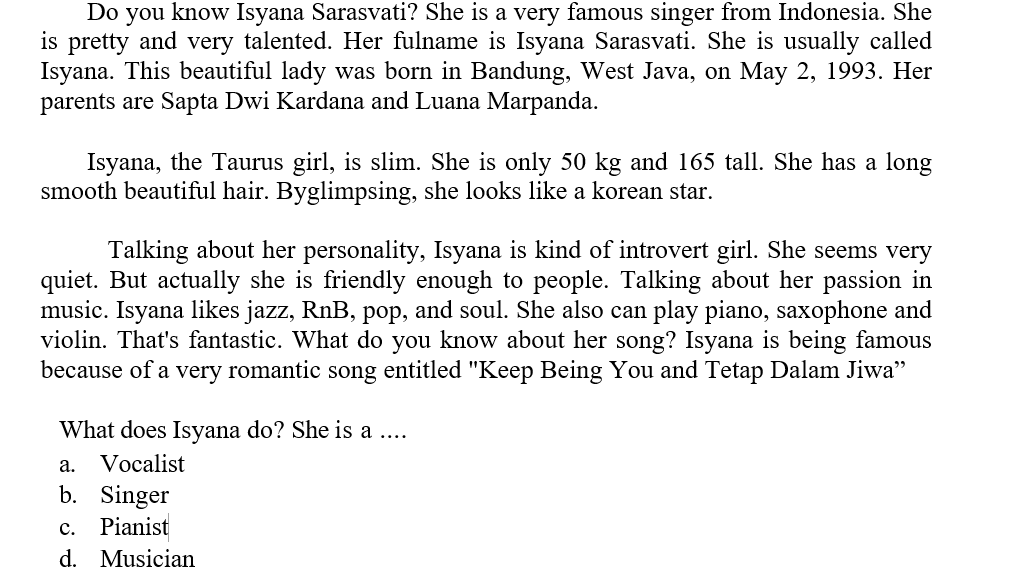 Do you know Isyana Sarasvati? She is a very famous singer from Indonesia. She
is pretty and very talented. Her fulname is Isyana Sarasvati. She is usually called
Isyana. This beautiful lady was born in Bandung, West Java, on May 2, 1993. Her
parents are Sapta Dwi Kardana and Luana Marpanda.
Isyana, the Taurus girl, is slim. She is only 50 kg and 165 tall. She has a long
smooth beautiful hair. Byglimpsing, she looks like a korean star.
Talking about her personality, Isyana is kind of introvert girl. She seems very
quiet. But actually she is friendly enough to people. Talking about her passion in
music. Isyana likes jazz, RnB, pop, and soul. She also can play piano, saxophone and
violin. That's fantastic. What do you know about her song? Isyana is being famous
because of a very romantic song entitled "Keep Being You and Tetap Dalam Jiwa”
What does Isyana do? She is a ....
a. Vocalist
b. Singer
c. Pianist
d. Musician